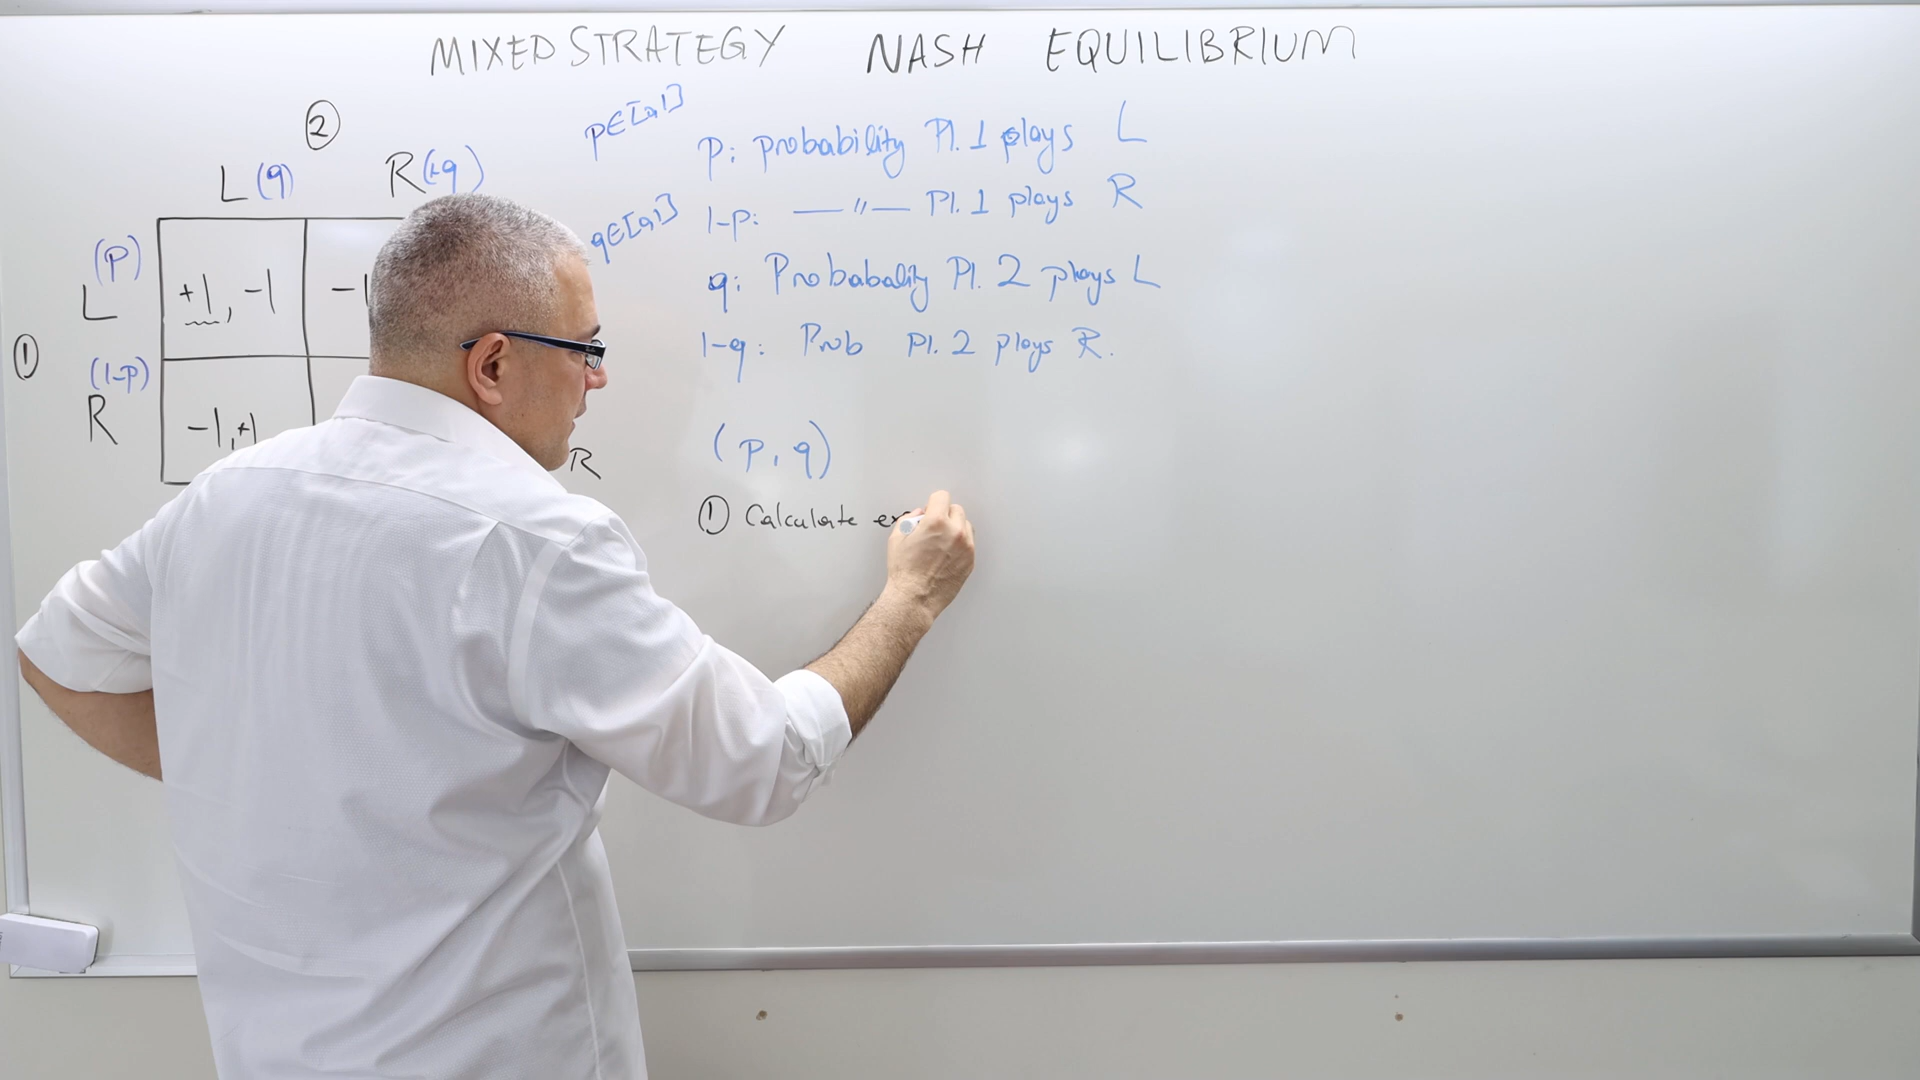 MIXED STRATEGY NASH EQUILIBRIUM
②
L (q) R (1-q)
p∈[0,1]
p: probability Pl. 1 plays L
q∈[0,1]
1-p: —〃— Pl. 1 plays R
(p)
L +1, -1 -1
q: Probabality Pl. 2 plays L
①
(1-p)
R -1, +1
1-q: Prob Pl. 2 plays R.
R
(p, q)
① Calculate